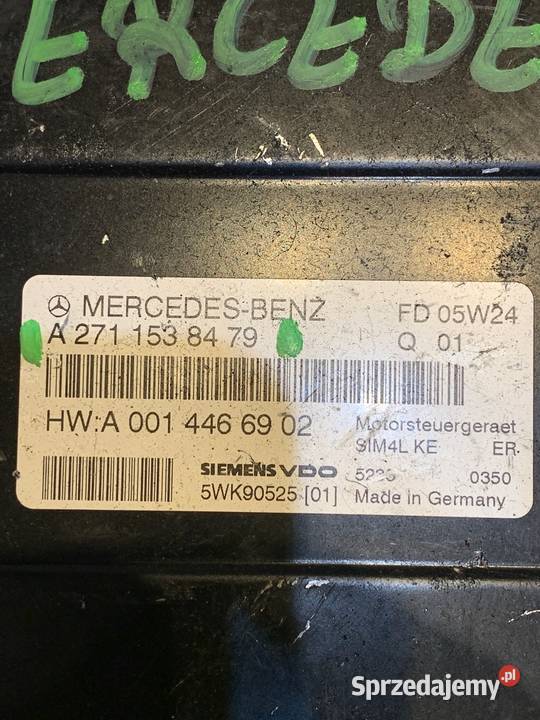 ERCEDE
MERCEDES-BENZ FD 05W24
A 271 153 84 79 Q 01
HW:A 001 446 69 02 Motorsteuergeraet
SIM4L KE ER
SIEMENS VDO 0350
5WK90525 [01] Made in Germany
Sprzedajemy.pl